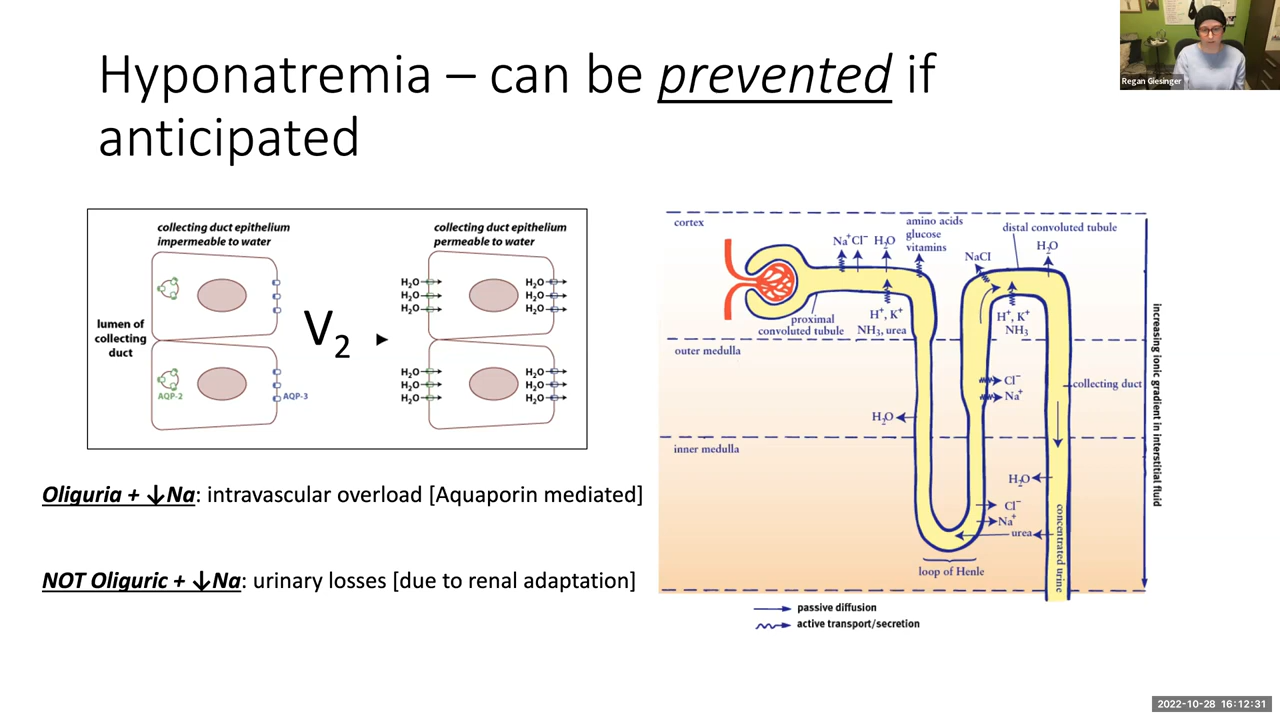 Hyponatremia – can be prevented if
anticipated
Regan Giesinger
collecting duct epithelium
impermeable to water
collecting duct epithelium
permeable to water
lumen of
collecting
duct
AQP-2
AQP-3
V2
H2O
H2O
H2O
H2O
H2O
H2O
H2O
H2O
H2O
H2O
H2O
H2O
Oliguria + ↓Na: intravascular overload [Aquaporin mediated]
NOT Oliguric + ↓Na: urinary losses [due to renal adaptation]
cortex
Na+ Cl− H2O
amino acids
glucose
vitamins
distal convoluted tubule
NaCl
H2O
proximal
convoluted tubule
H+, K+
NH3, urea
H+, K+
NH3
outer medulla
Cl−
Na+
collecting duct
H2O
inner medulla
H2O
Cl−
Na+
urea
loop of Henle
concentrated urine
increasing ionic gradient in interstitial fluid
passive diffusion
active transport/secretion
2022-10-28 16:12:31